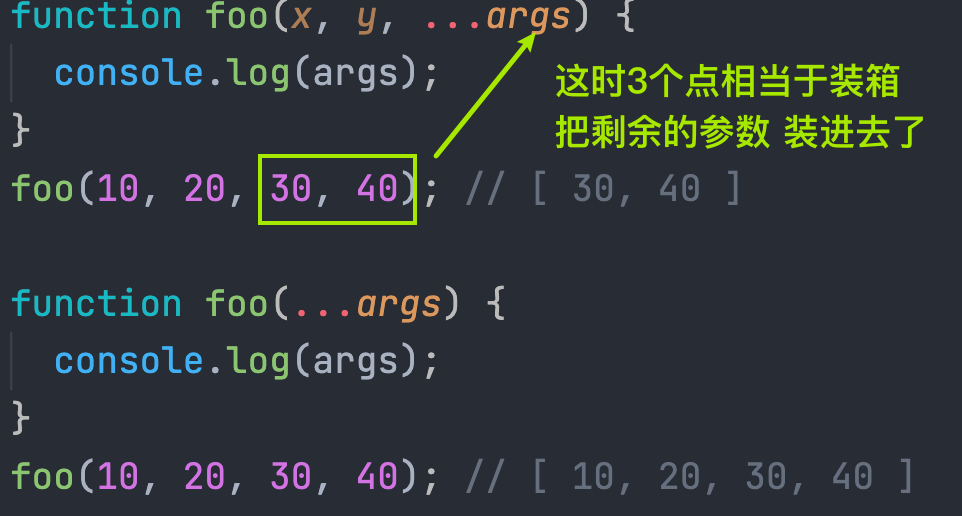 function foo(x, y, ...args) {
console.log(args);
这时3个点相当于装箱
把剩余的参数 装进去了
}
foo(10, 20, 30, 40); // [ 30, 40 ]
function foo(...args) {
console.log(args);
}
foo(10, 20, 30, 40); // [ 10, 20, 30, 40 ]